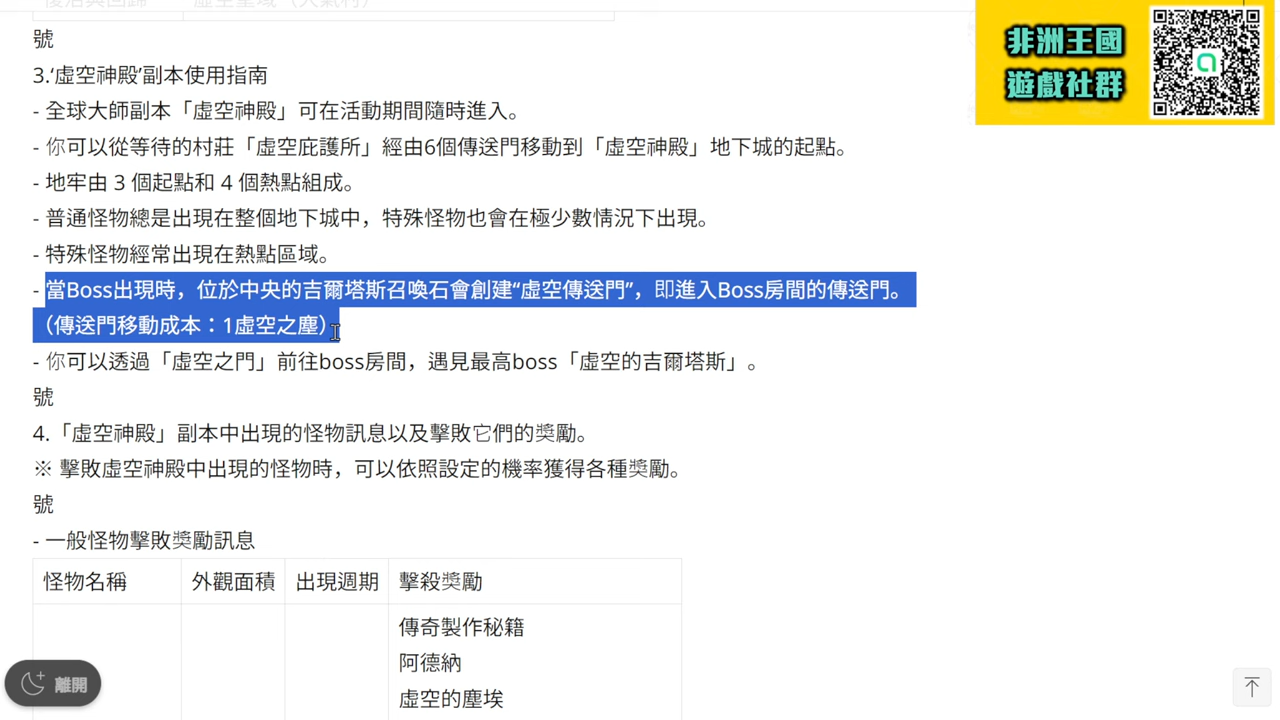 復活與回歸 虛空聖域（大氣利）
號
3.‘虛空神殿’副本使用指南
- 全球大師副本「虛空神殿」可在活動期間隨時進入。
- 你可以從等待的村莊「虛空庇護所」經由6個傳送門移動到「虛空神殿」地下城的起點。
- 地牢由 3 個起點和 4 個熱點組成。
- 普通怪物總是出現在整個地下城中，特殊怪物也會在極少數情況下出現。
- 特殊怪物經常出現在熱點區域。
- 當Boss出現時，位於中央的吉爾塔斯召喚石會創建“虛空傳送門”，即進入Boss房間的傳送門。
（傳送門移動成本：1虛空之塵）
- 你可以透過「虛空之門」前往boss房間，遇見最高boss「虛空的吉爾塔斯」。
號
4.「虛空神殿」副本中出現的怪物訊息以及擊敗它們的獎勵。
※ 擊敗虛空神殿中出現的怪物時，可以依照設定的機率獲得各種獎勵。
號
- 一般怪物擊敗獎勵訊息
怪物名稱 外觀面積 出現週期 擊殺獎勵
傳奇製作秘籍
阿德納
虛空的塵埃
離開
非洲王國
遊戲社群